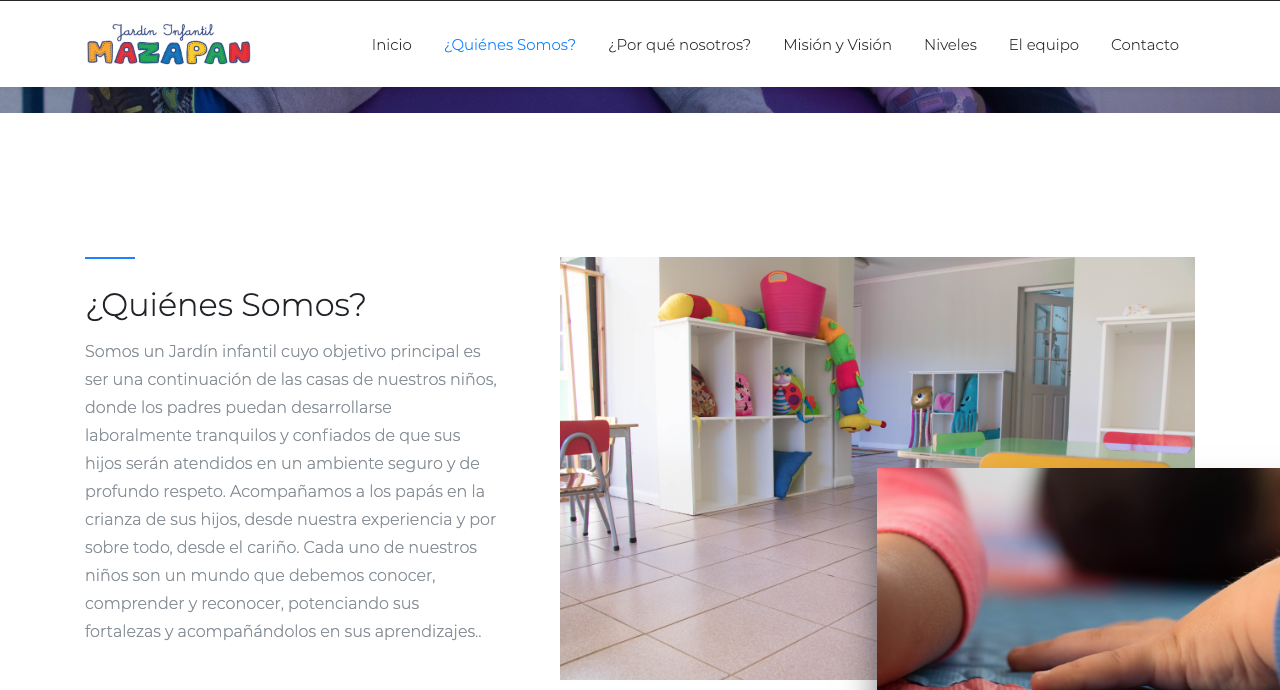 Jardín Infantil
MAZAPAN
Inicio
¿Quiénes Somos?
¿Por qué nosotros?
Misión y Visión
Niveles
El equipo
Contacto
¿Quiénes Somos?
Somos un Jardín infantil cuyo objetivo principal es
ser una continuación de las casas de nuestros niños,
donde los padres puedan desarrollarse
laboralmente tranquilos y confiados de que sus
hijos serán atendidos en un ambiente seguro y de
profundo respeto. Acompañamos a los papás en la
crianza de sus hijos, desde nuestra experiencia y por
sobre todo, desde el cariño. Cada uno de nuestros
niños son un mundo que debemos conocer,
comprender y reconocer, potenciando sus
fortalezas y acompañándolos en sus aprendizajes..